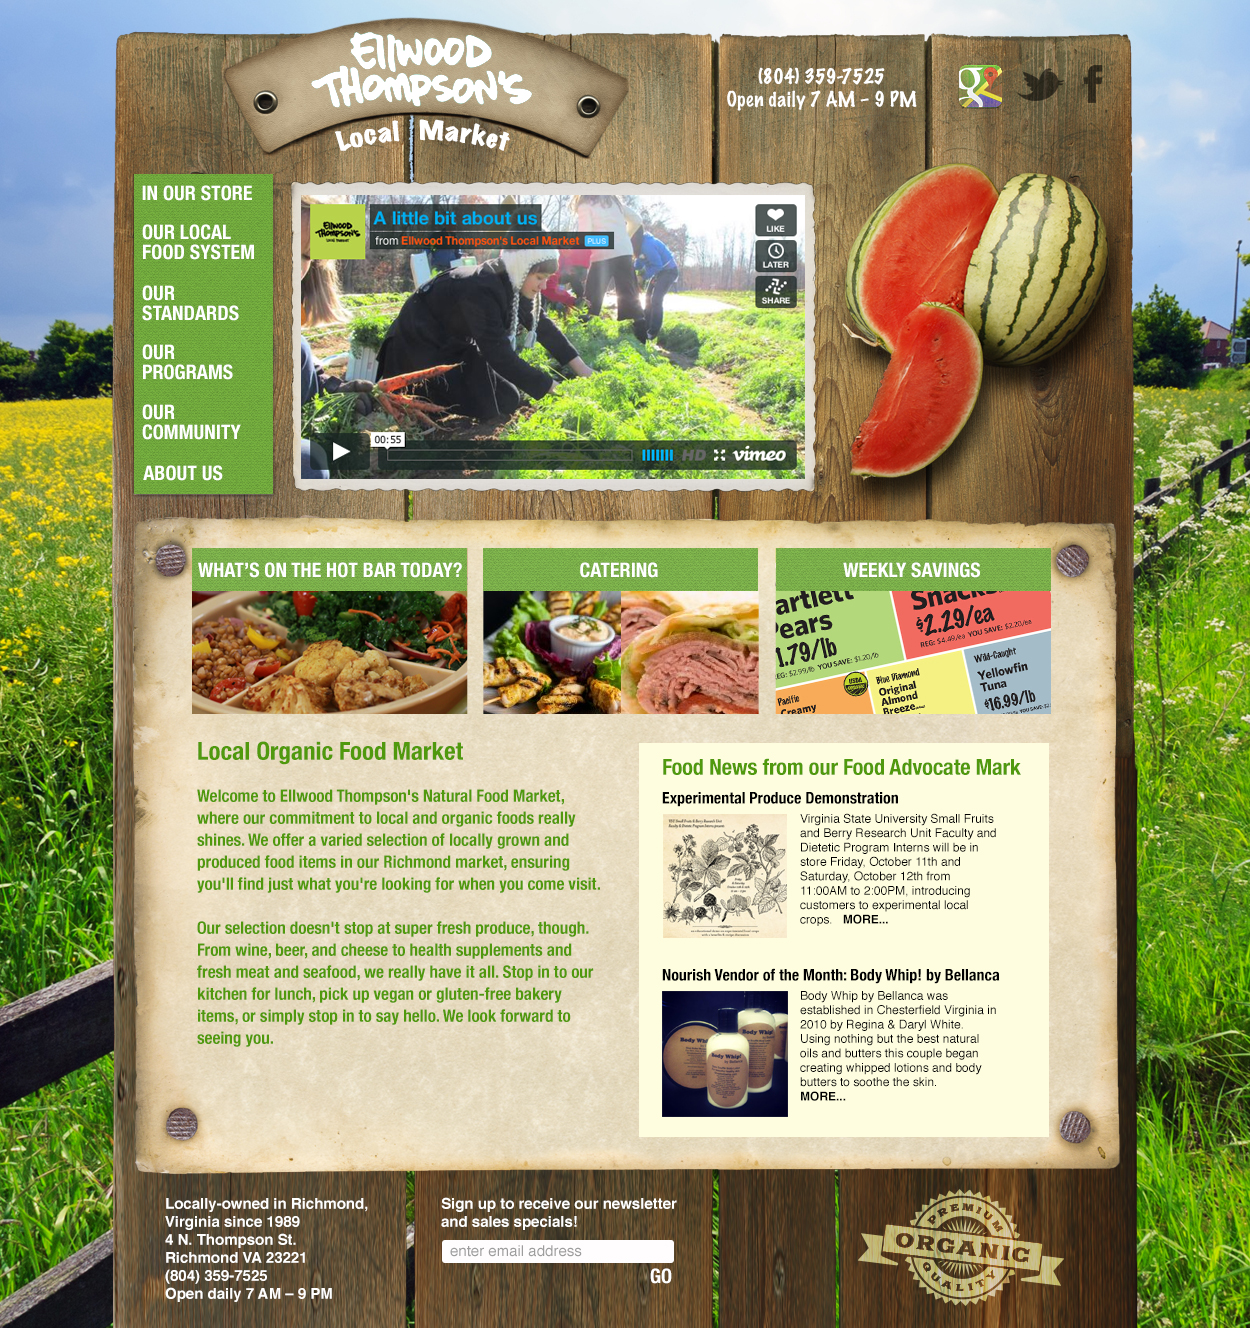 Ellwood
Thompson's
Local Market
(804) 359-7525
Open daily 7 AM – 9 PM
IN OUR STORE
OUR LOCAL
FOOD SYSTEM
OUR
STANDARDS
OUR
PROGRAMS
OUR
COMMUNITY
ABOUT US
Ellwood
Thompson's
A little bit about us
from Ellwood Thompson's Local Market PLUS
LIKE
LATER
SHARE
00:55
HD vimeo
WHAT'S ON THE HOT BAR TODAY?
CATERING
WEEKLY SAVINGS
artlett
ears
1.79/lb
EG: $2.99/lb YOU SAVE: $1.20/lb
Snacks
$2.29/ea
REG: $4.49/ea YOU SAVE: $2.20/ea
Pacific
Creamy
USDA
ORGANIC
Blue Diamond
Original
Almond
Breeze
Wild-Caught
Yellowfin
Tuna
$16.99/lb
Local Organic Food Market
Welcome to Ellwood Thompson's Natural Food Market,
where our commitment to local and organic foods really
shines. We offer a varied selection of locally grown and
produced food items in our Richmond market, ensuring
you'll find just what you're looking for when you come visit.
Our selection doesn't stop at super fresh produce, though.
From wine, beer, and cheese to health supplements and
fresh meat and seafood, we really have it all. Stop in to our
kitchen for lunch, pick up vegan or gluten-free bakery
items, or simply stop in to say hello. We look forward to
seeing you.
Food News from our Food Advocate Mark
Experimental Produce Demonstration
Virginia State University Small Fruits
and Berry Research Unit Faculty and
Dietetic Program Interns will be in
store Friday, October 11th and
Saturday, October 12th from
11:00AM to 2:00PM, introducing
customers to experimental local
crops. MORE...
Nourish Vendor of the Month: Body Whip! by Bellanca
Body Whip!
Body Whip!
Body Whip!
Body Whip by Bellanca was
established in Chesterfield Virginia in
2010 by Regina & Daryl White.
Using nothing but the best natural
oils and butters this couple began
creating whipped lotions and body
butters to soothe the skin.
MORE...
Locally-owned in Richmond,
Virginia since 1989
4 N. Thompson St.
Richmond VA 23221
(804) 359-7525
Open daily 7 AM – 9 PM
Sign up to receive our newsletter
and sales specials!
enter email address
GO
PREMIUM
ORGANIC
QUALITY